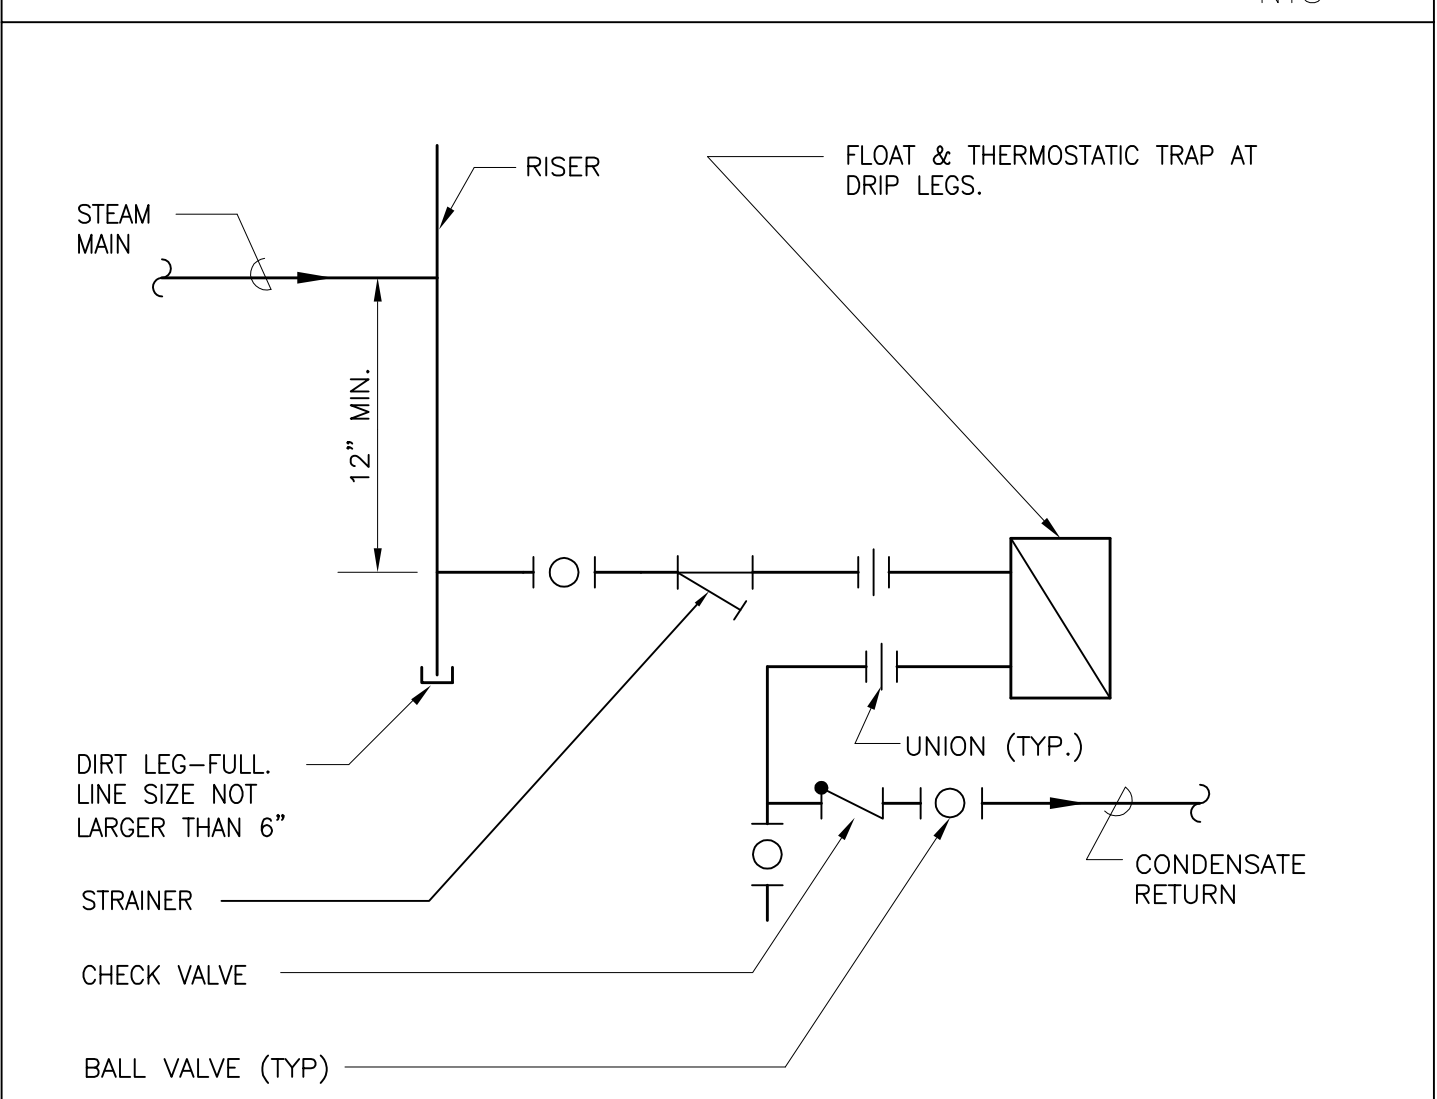 RISER
FLOAT & THERMOSTATIC TRAP AT
DRIP LEGS.
STEAM
MAIN
12" MIN.
UNION (TYP.)
DIRT LEG-FULL.
LINE SIZE NOT
LARGER THAN 6"
CONDENSATE
RETURN
STRAINER
CHECK VALVE
BALL VALVE (TYP)